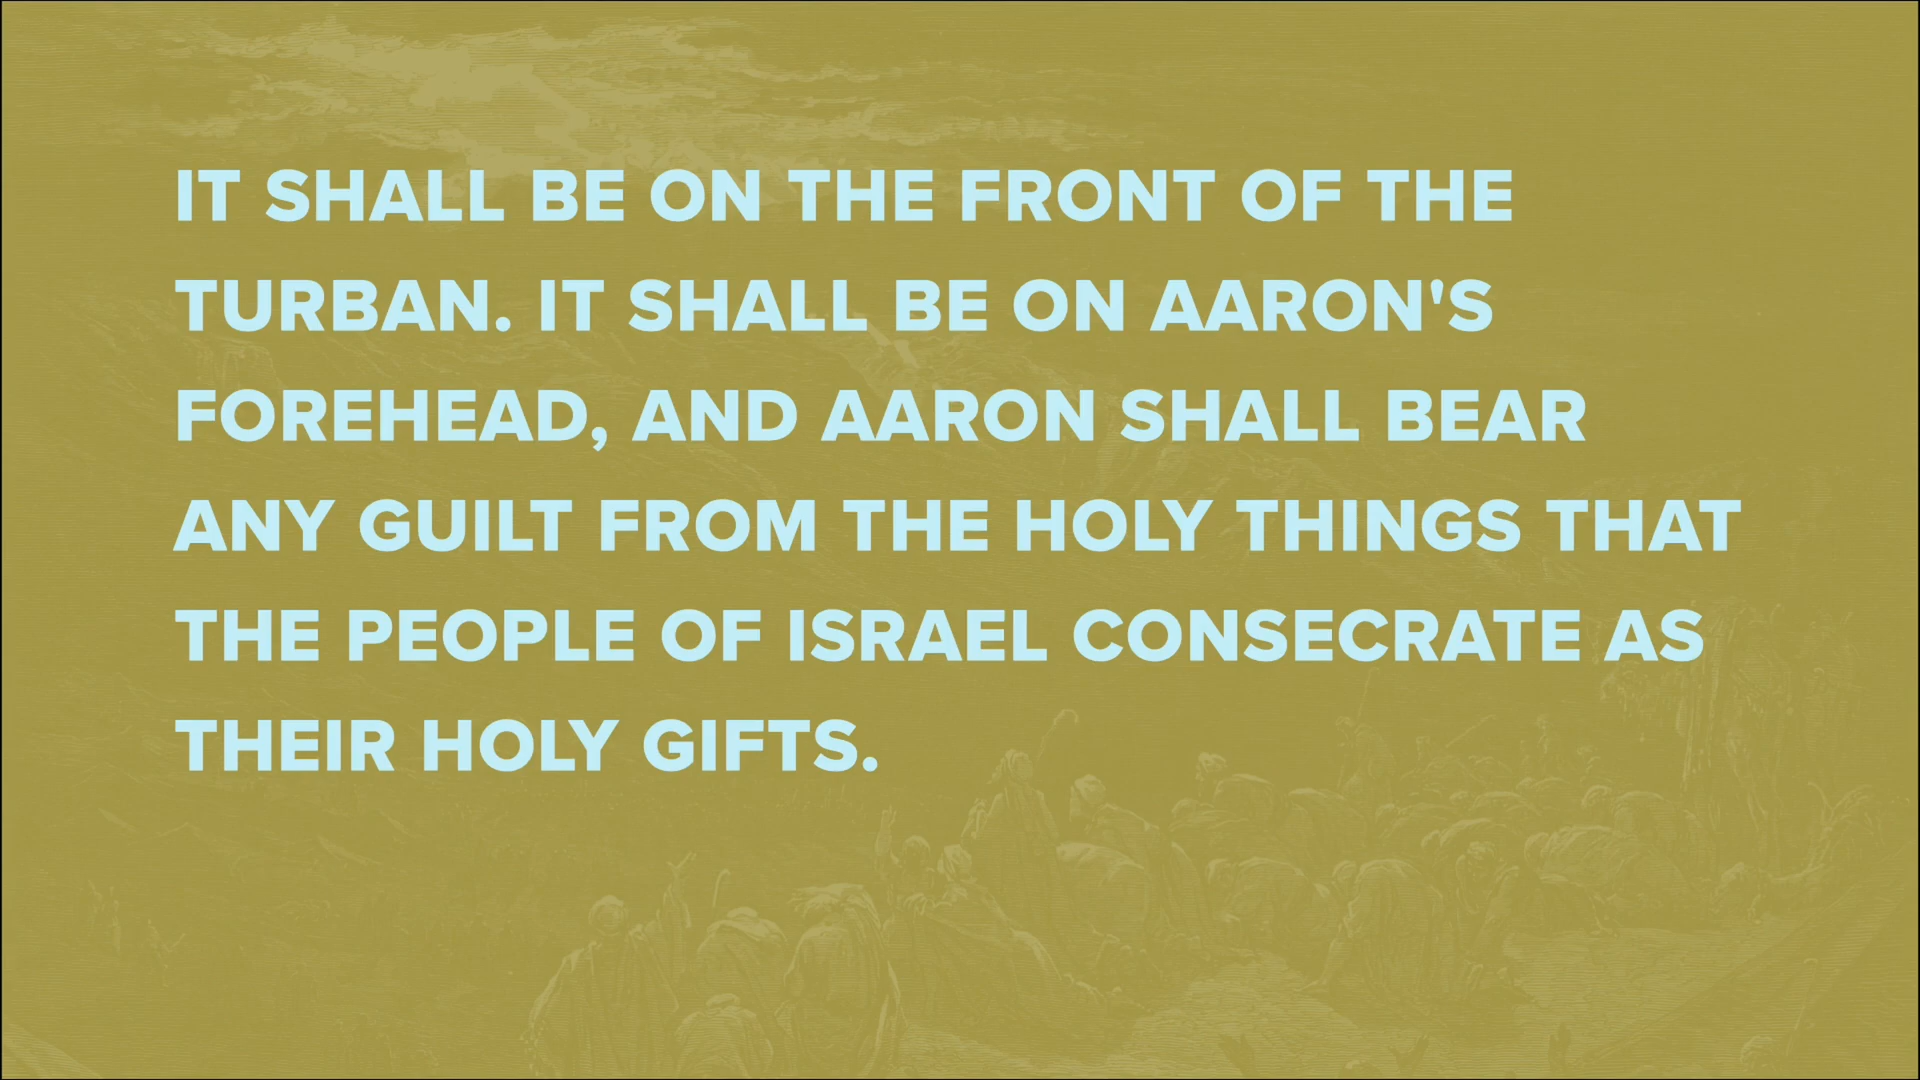 IT SHALL BE ON THE FRONT OF THE
TURBAN. IT SHALL BE ON AARON'S
FOREHEAD, AND AARON SHALL BEAR
ANY GUILT FROM THE HOLY THINGS THAT
THE PEOPLE OF ISRAEL CONSECRATE AS
THEIR HOLY GIFTS.